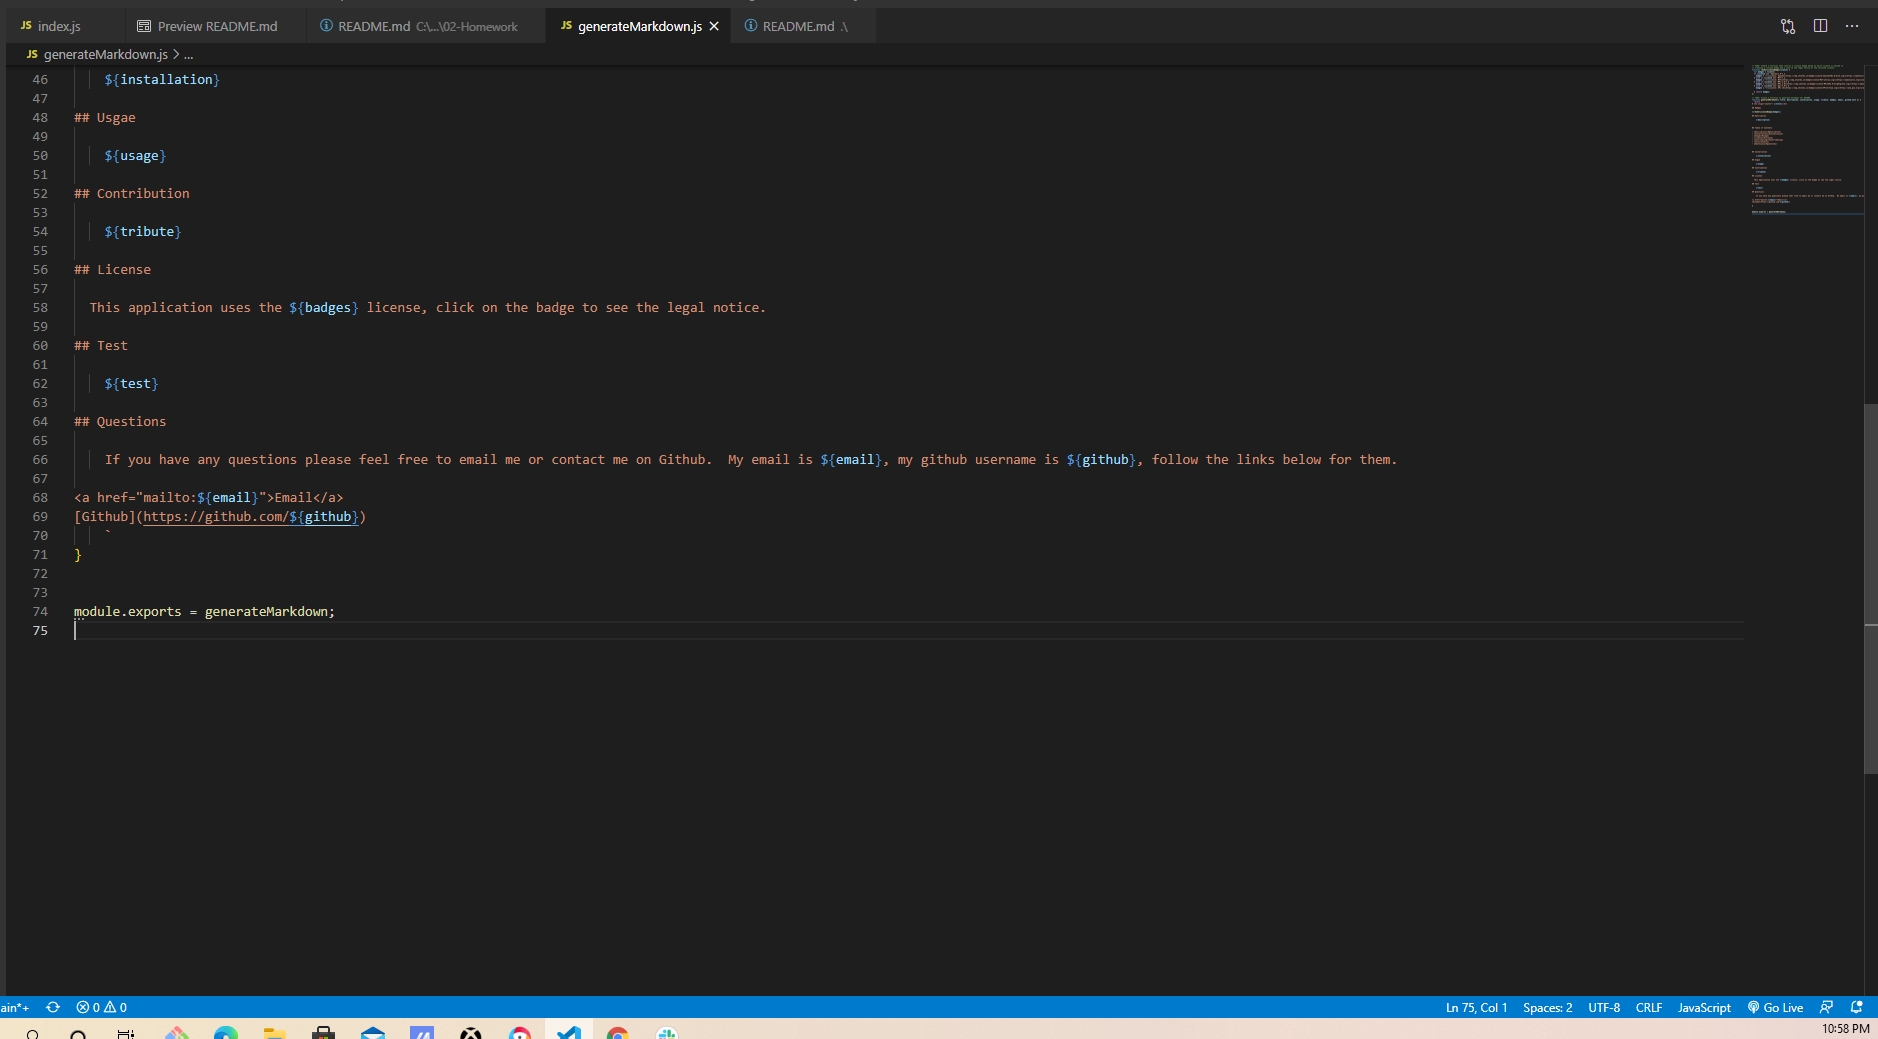 JS index.js Preview README.md README.md C:\...\02-Homework JS generateMarkdown.js README.md .\
JS generateMarkdown.js > ...
46 ${installation}
47
48 ## Usgae
49
50 ${usage}
51
52 ## Contribution
53
54 ${tribute}
55
56 ## License
57
58 This application uses the ${badges} license, click on the badge to see the legal notice.
59
60 ## Test
61
62 ${test}
63
64 ## Questions
65
66 If you have any questions please feel free to email me or contact me on Github.  My email is ${email}, my github username is ${github}, follow the links below for them.
67
68 <a href="mailto:${email}">Email</a>
69 [Github](https://github.com/${github})
70 `
71 }
72
73
74 module.exports = generateMarkdown;
75
ain*+ 0 0 Ln 75, Col 1 Spaces: 2 UTF-8 CRLF JavaScript Go Live
10:58 PM